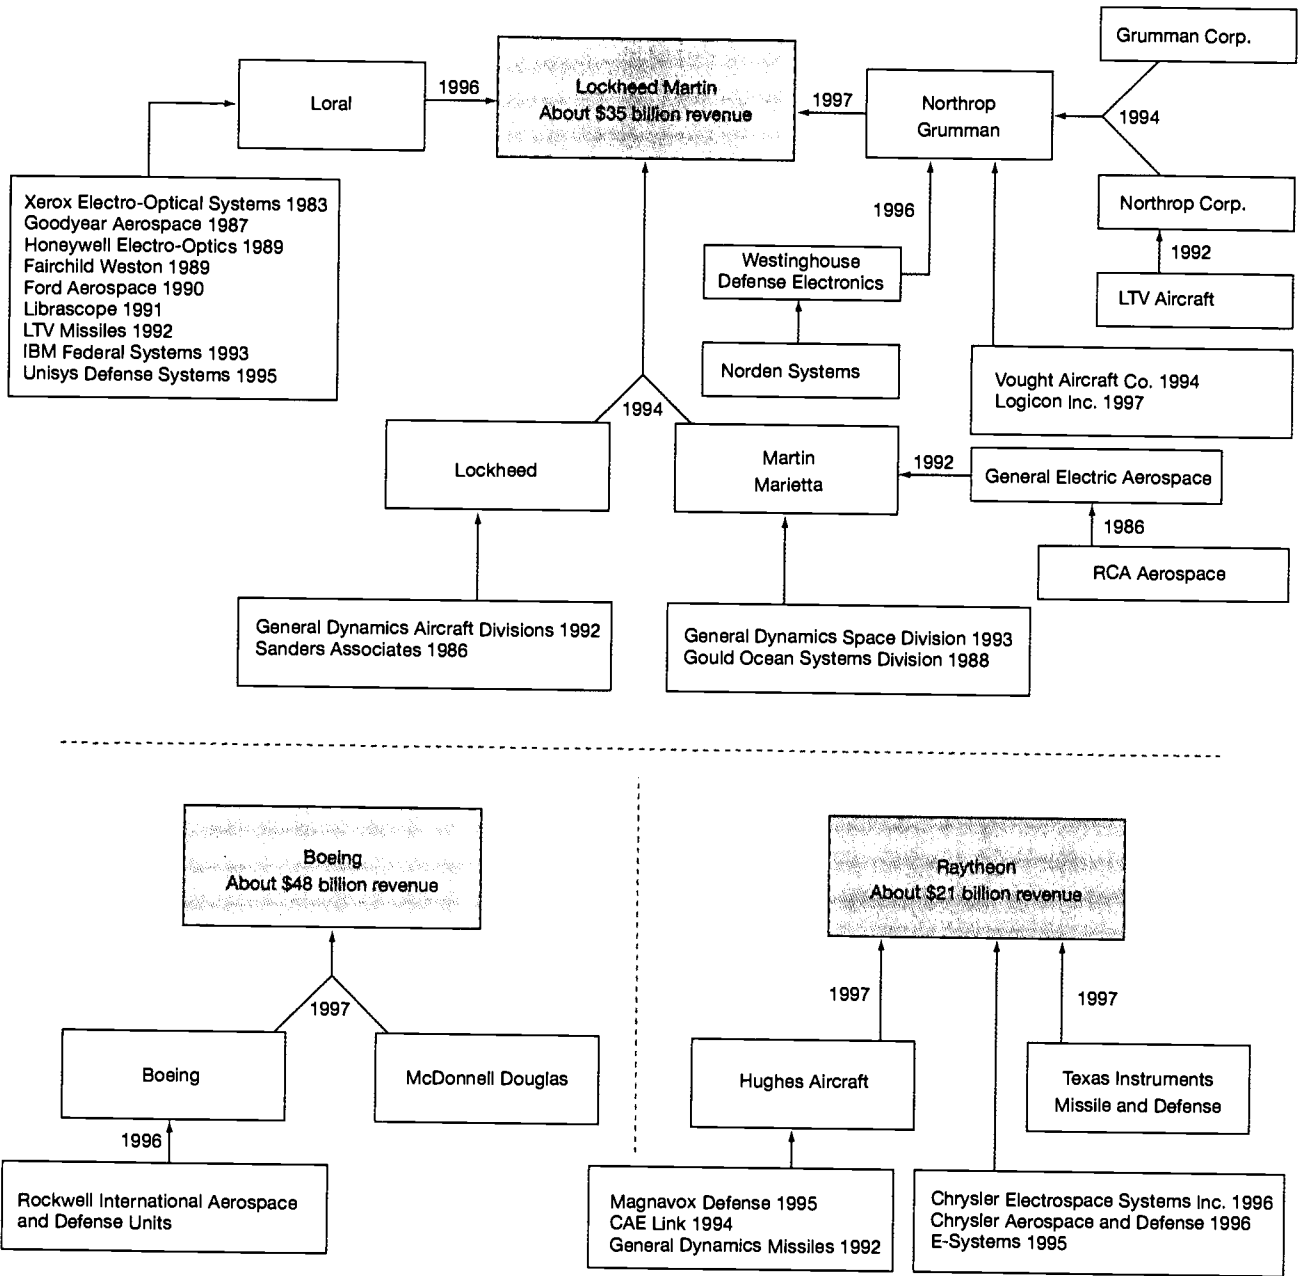 Grumman Corp.
Loral
1996
Lockheed Martin
About $35 billion revenue
1997
Northrop
Grumman
1994
Xerox Electro-Optical Systems 1983
Goodyear Aerospace 1987
Honeywell Electro-Optics 1989
Fairchild Weston 1989
Ford Aerospace 1990
Librascope 1991
LTV Missiles 1992
IBM Federal Systems 1993
Unisys Defense Systems 1995
1996
Northrop Corp.
1992
Westinghouse
Defense Electronics
LTV Aircraft
Norden Systems
Vought Aircraft Co. 1994
Logicon Inc. 1997
1994
Lockheed
Martin
Marietta
1992
General Electric Aerospace
1986
RCA Aerospace
General Dynamics Aircraft Divisions 1992
Sanders Associates 1986
General Dynamics Space Division 1993
Gould Ocean Systems Division 1988
Boeing
About $48 billion revenue
1997
Boeing
McDonnell Douglas
1996
Rockwell International Aerospace
and Defense Units
Raytheon
About $21 billion revenue
1997
1997
Hughes Aircraft
Texas Instruments
Missile and Defense
Magnavox Defense 1995
CAE Link 1994
General Dynamics Missiles 1992
Chrysler Electrospace Systems Inc. 1996
Chrysler Aerospace and Defense 1996
E-Systems 1995